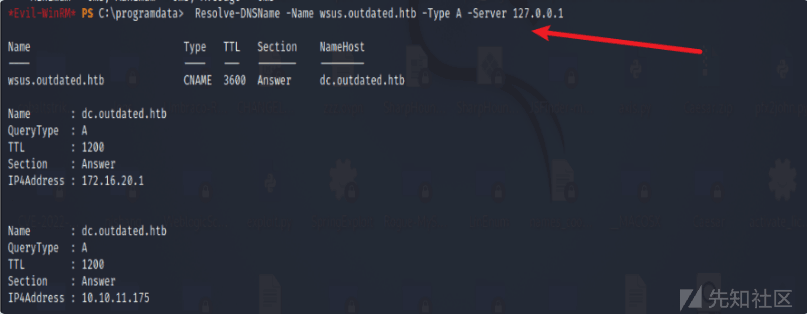 *Evil-WinRM* PS C:\programdata> Resolve-DNSName -Name wsus.outdated.htb -Type A -Server 127.0.0.1
Name Type TTL Section NameHost
---- ---- --- ------- --------
wsus.outdated.htb CNAME 3600 Answer dc.outdated.htb
Name : dc.outdated.htb
QueryType : A
TTL : 1200
Section : Answer
IP4Address : 172.16.20.1
Name : dc.outdated.htb
QueryType : A
TTL : 1200
Section : Answer
IP4Address : 10.10.11.175
先知社区